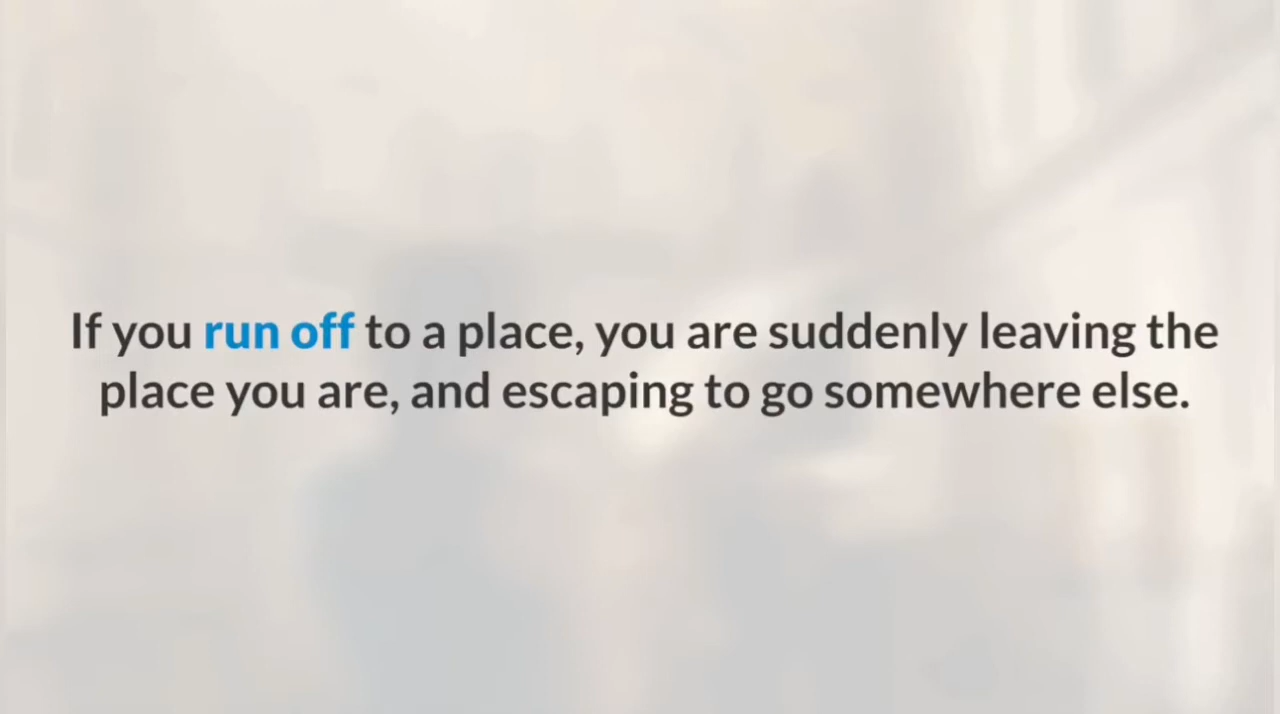 If you run off to a place, you are suddenly leaving the
place you are, and escaping to go somewhere else.